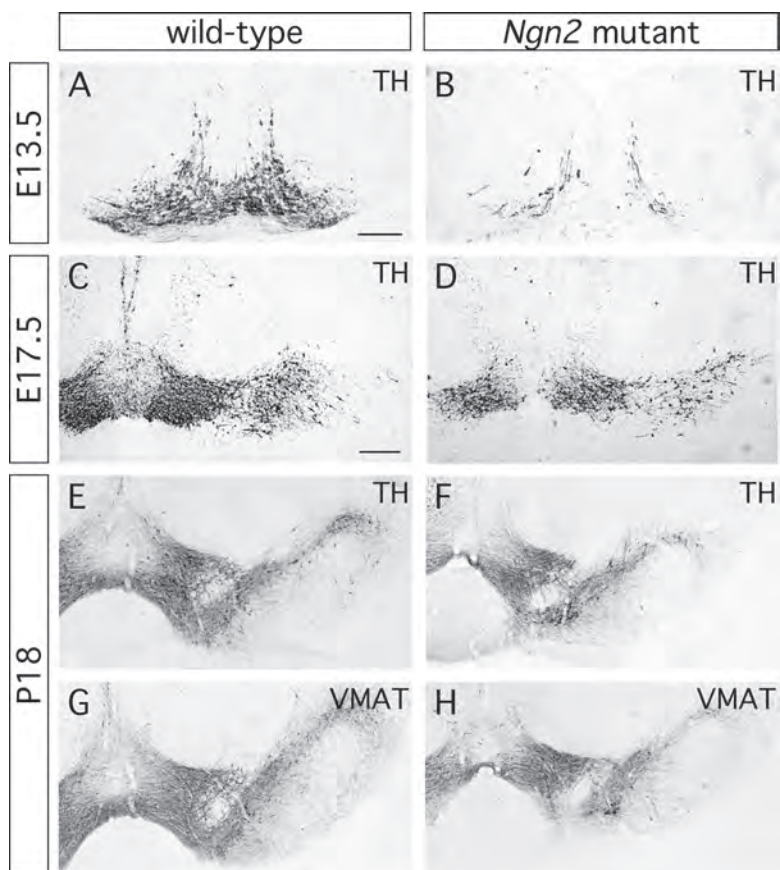 wild-type
Ngn2 mutant
E13.5
A TH
B TH
E17.5
C TH
D TH
P18
E TH
F TH
G VMAT
H VMAT